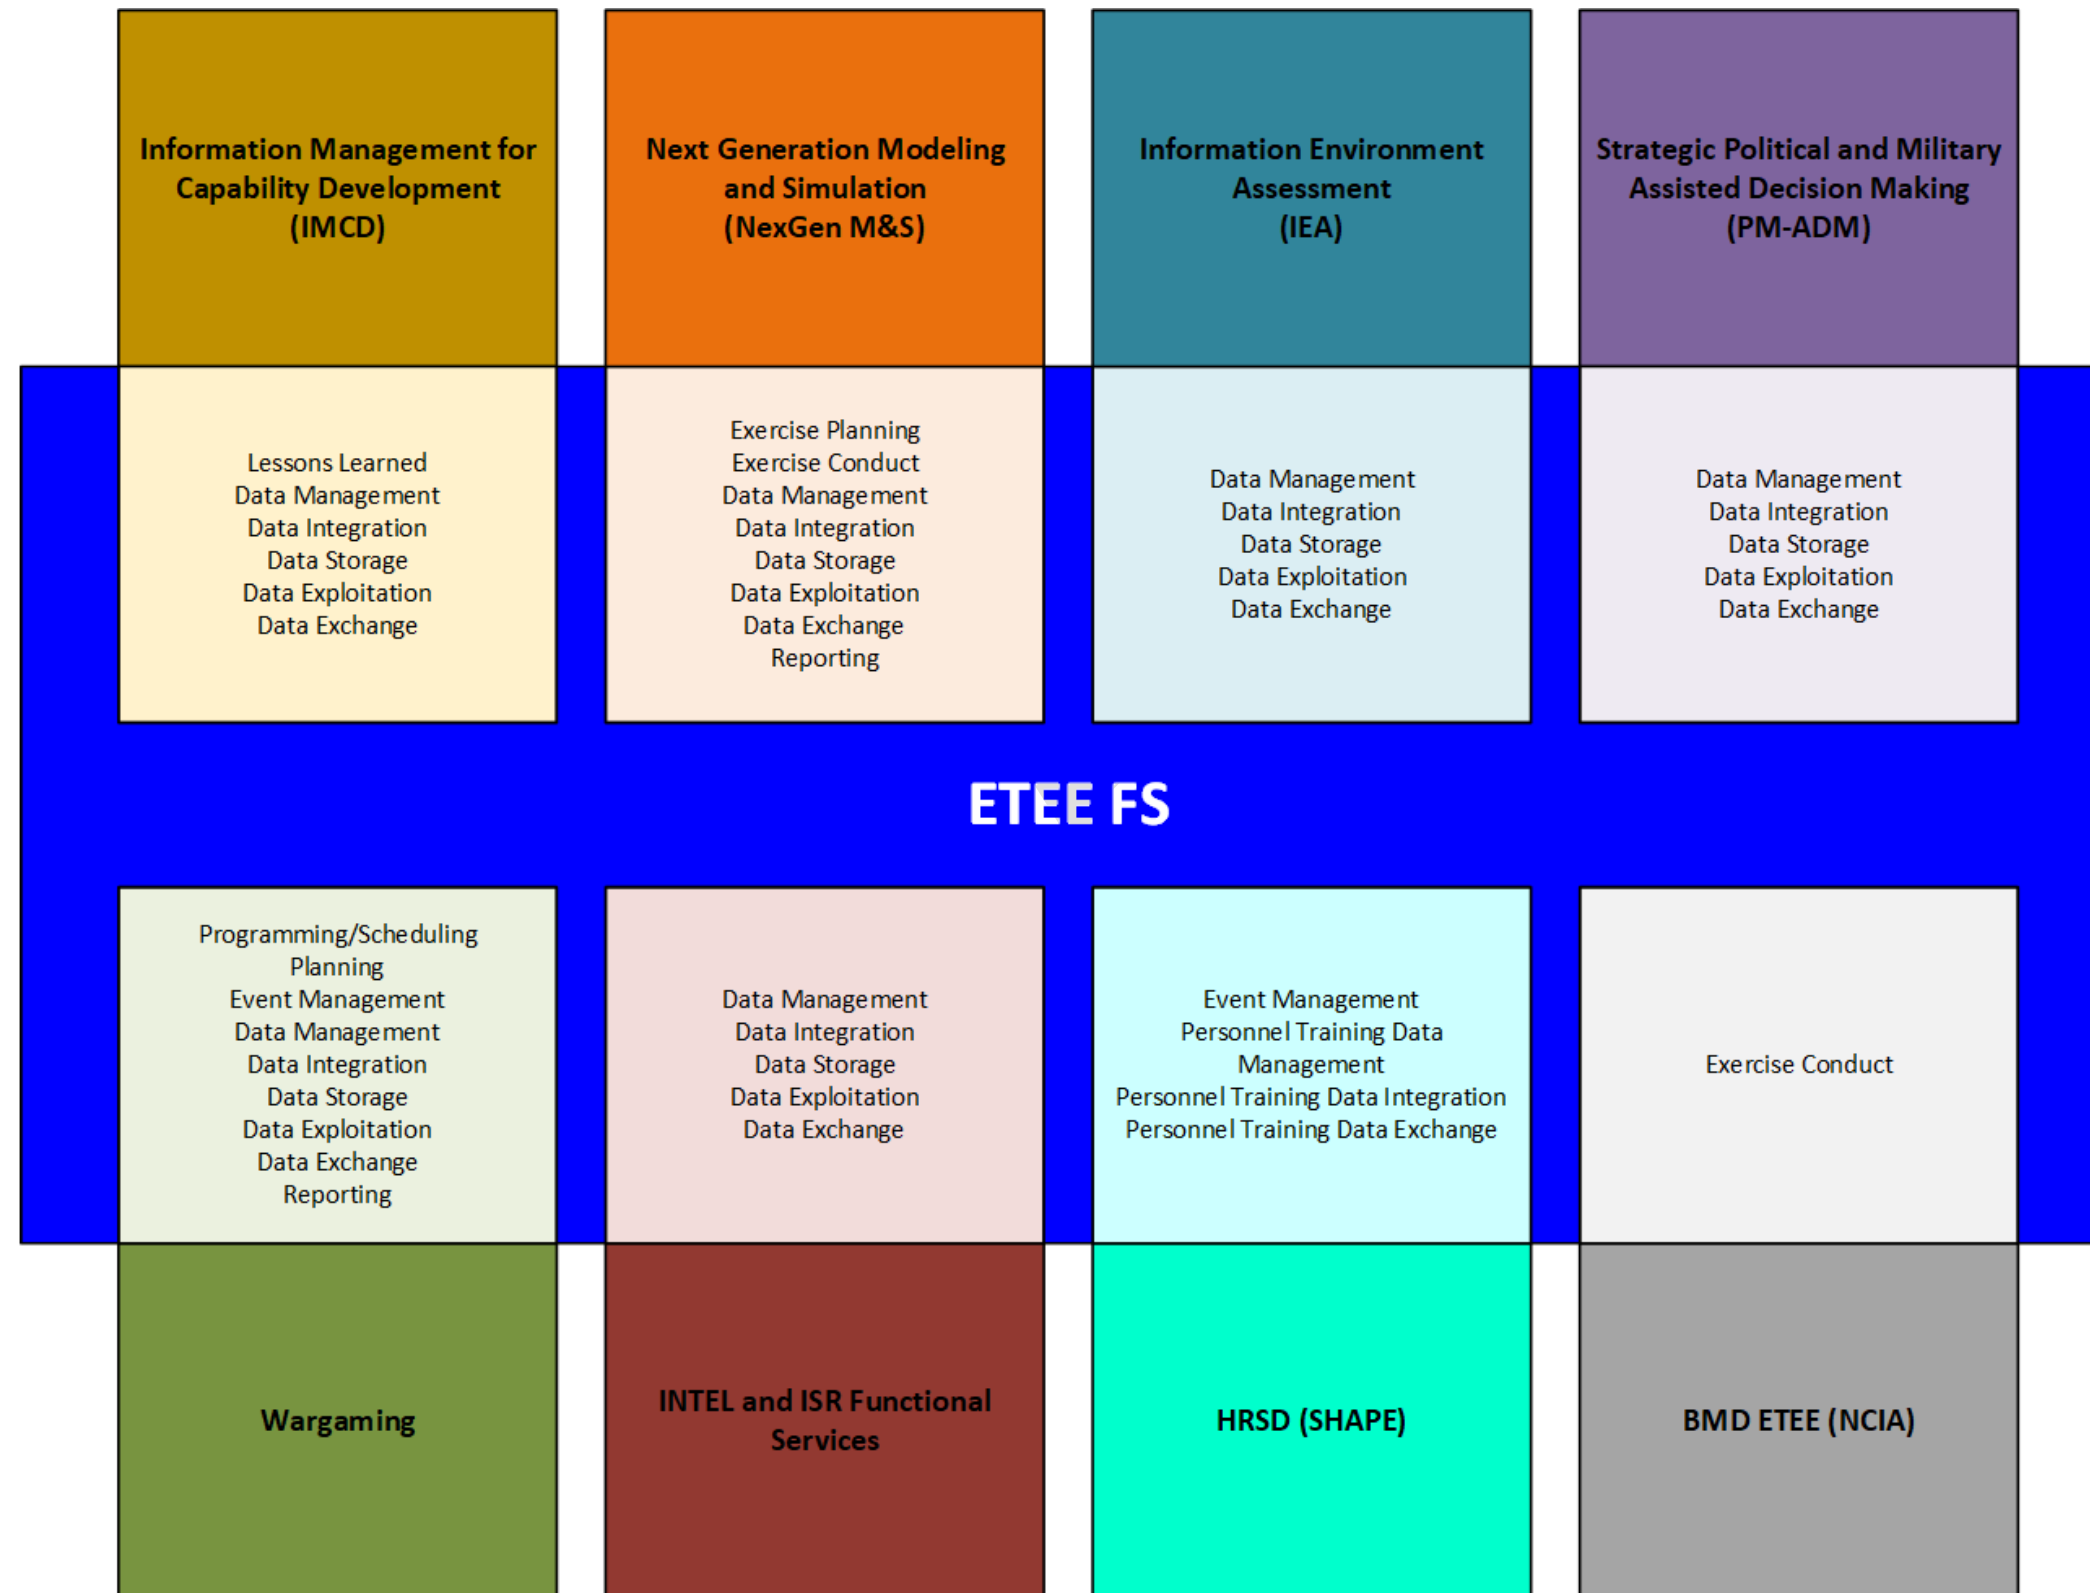 Information Management for
Capability Development
(IMCD)
Next Generation Modeling
and Simulation
(NexGen M&S)
Information Environment
Assessment
(IEA)
Strategic Political and Military
Assisted Decision Making
(PM-ADM)
Lessons Learned
Data Management
Data Integration
Data Storage
Data Exploitation
Data Exchange
Exercise Planning
Exercise Conduct
Data Management
Data Integration
Data Storage
Data Exploitation
Data Exchange
Reporting
Data Management
Data Integration
Data Storage
Data Exploitation
Data Exchange
Data Management
Data Integration
Data Storage
Data Exploitation
Data Exchange
ETEE FS
Programming/Scheduling
Planning
Event Management
Data Management
Data Integration
Data Storage
Data Exploitation
Data Exchange
Reporting
Data Management
Data Integration
Data Storage
Data Exploitation
Data Exchange
Event Management
Personnel Training Data
Management
Personnel Training Data Integration
Personnel Training Data Exchange
Exercise Conduct
Wargaming
INTEL and ISR Functional
Services
HRSD (SHAPE)
BMD ETEE (NCIA)